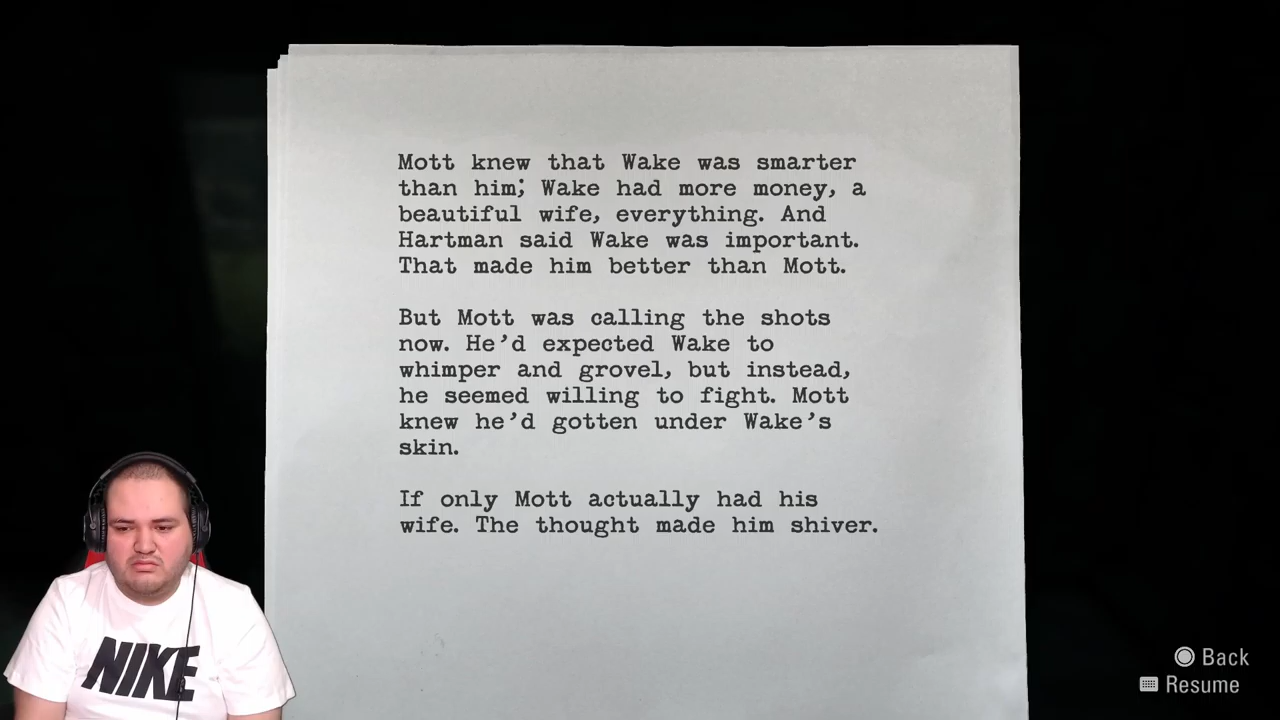 Mott knew that Wake was smarter
than him; Wake had more money, a
beautiful wife, everything. And
Hartman said Wake was important.
That made him better than Mott.
But Mott was calling the shots
now. He’d expected Wake to
whimper and grovel, but instead,
he seemed willing to fight. Mott
knew he’d gotten under Wake’s
skin.
If only Mott actually had his
wife. The thought made him shiver.
NIKE
Back
Resume